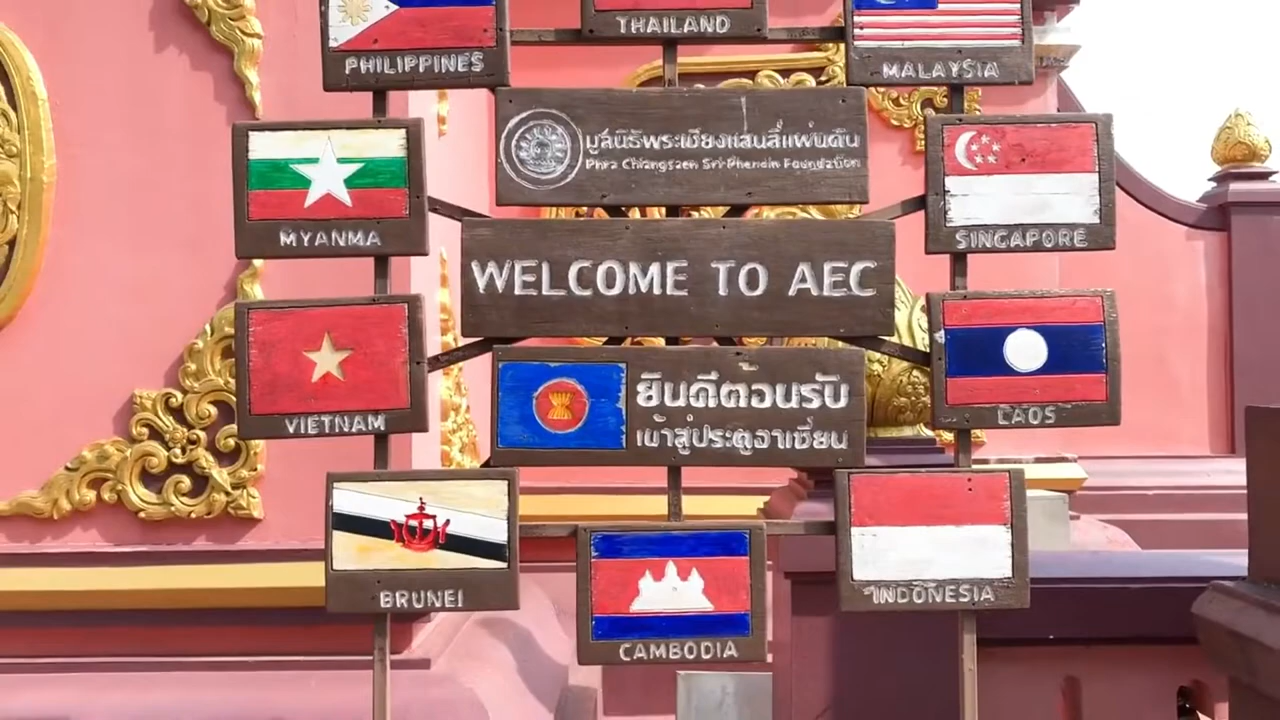 THAILAND
PHILIPPINES
MALAYSIA
มูลนิธิพระเชียงแสนสี่แผ่นดิน
Phra Chiangsaen Sri Phendin Foundation
MYANMA
SINGAPORE
WELCOME TO AEC
VIETNAM
LAOS
ยินดีต้อนรับ
เข้าสู่ประตูอาเซี่ยน
BRUNEI
INDONESIA
CAMBODIA